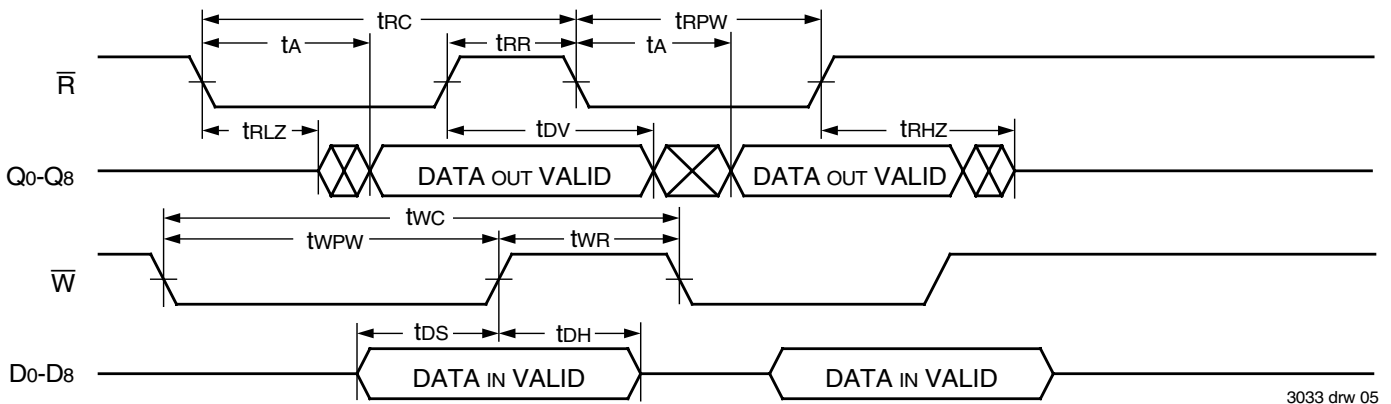 tRC tRPW
tA tRR tA
R̅
tRLZ tDV tRHZ
Q0-Q8 DATA OUT VALID DATA OUT VALID
tWC
tWPW tWR
W̅
tDS tDH
D0-D8 DATA IN VALID DATA IN VALID
3033 drw 05